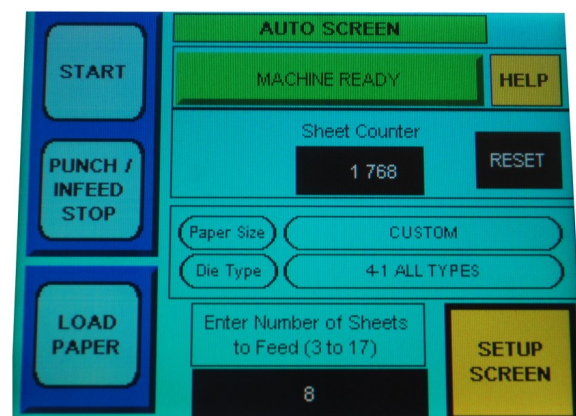 AUTO SCREEN
START
MACHINE READY
HELP
Sheet Counter
1 768
RESET
PUNCH /
INFEED
STOP
Paper Size
CUSTOM
Die Type
4-1 ALL TYPES
LOAD
PAPER
Enter Number of Sheets
to Feed (3 to 17)
8
SETUP
SCREEN